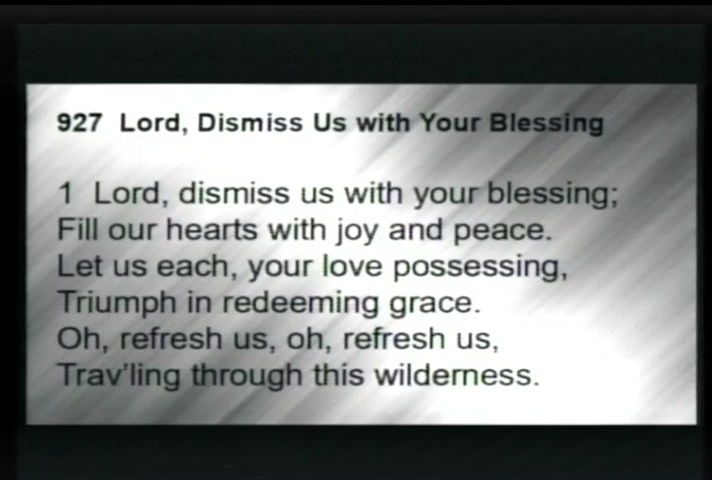 927 Lord, Dismiss Us with Your Blessing
1 Lord, dismiss us with your blessing;
Fill our hearts with joy and peace.
Let us each, your love possessing,
Triumph in redeeming grace.
Oh, refresh us, oh, refresh us,
Trav'ling through this wilderness.